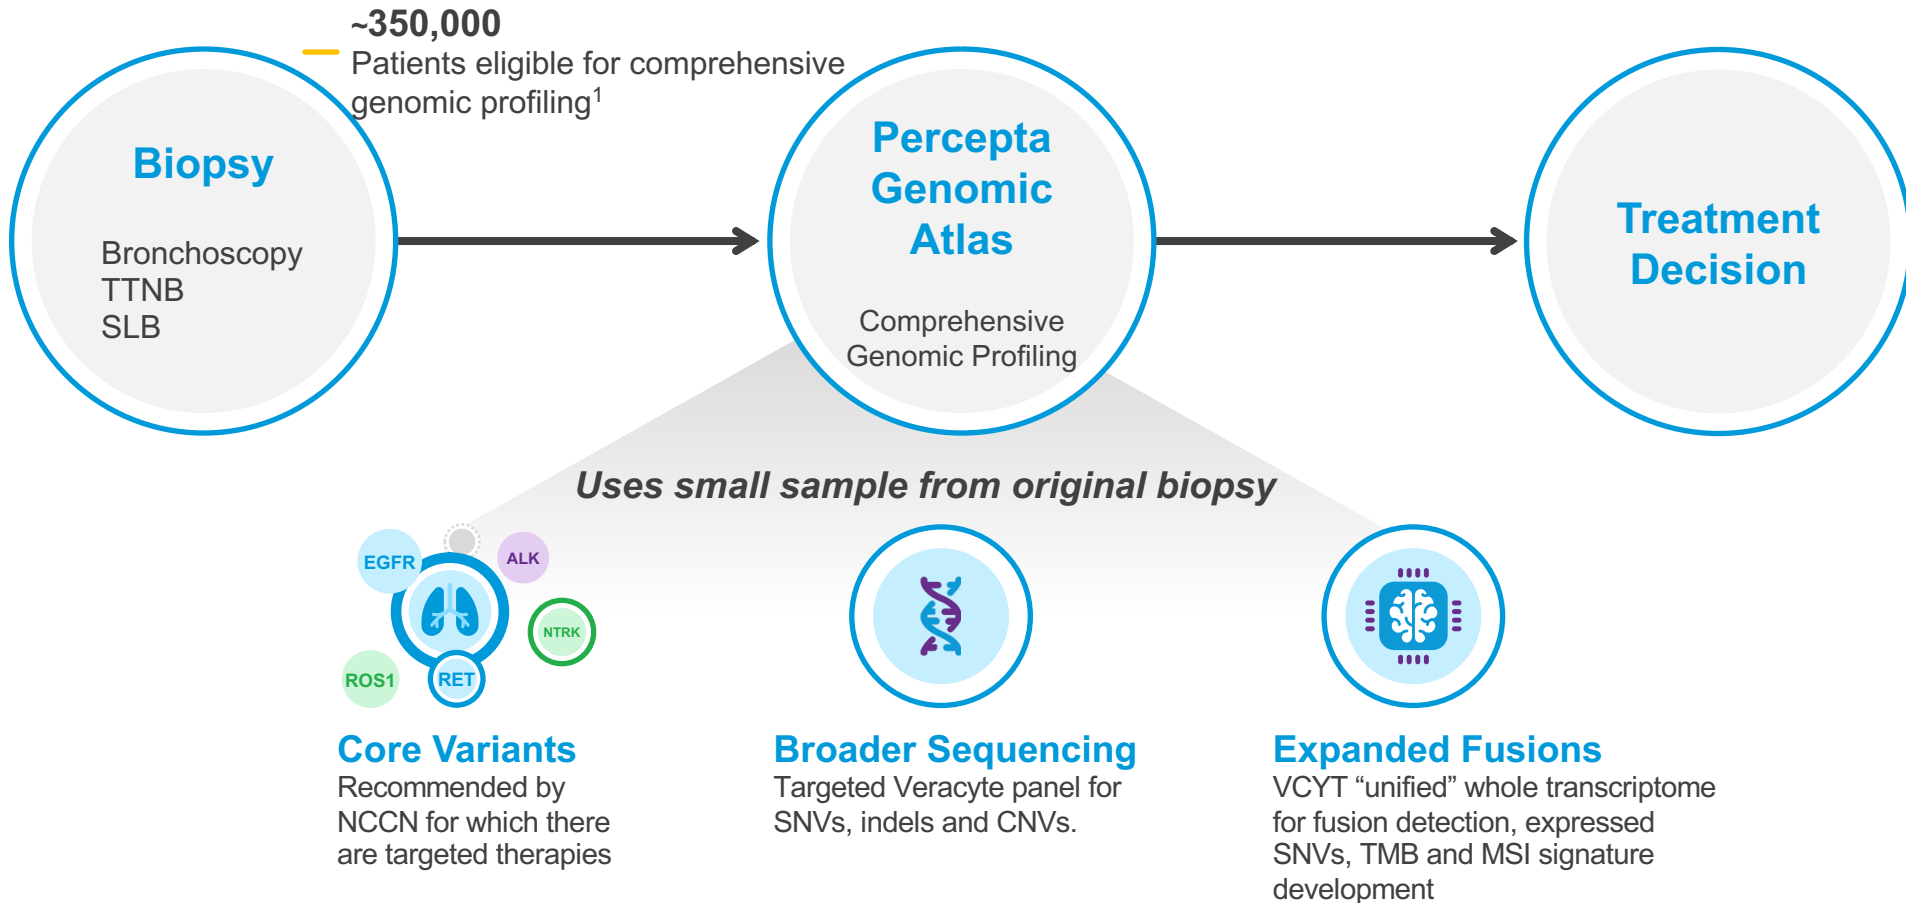 ~350,000
Patients eligible for comprehensive
genomic profiling1
Biopsy
Bronchoscopy
TTNB
SLB
Percepta
Genomic
Atlas
Comprehensive
Genomic Profiling
Treatment
Decision
Uses small sample from original biopsy
EGFR
ALK
NTRK
ROS1
RET
Core Variants
Recommended by
NCCN for which there
are targeted therapies
Broader Sequencing
Targeted Veracyte panel for
SNVs, indels and CNVs.
Expanded Fusions
VCYT “unified” whole transcriptome
for fusion detection, expressed
SNVs, TMB and MSI signature
development